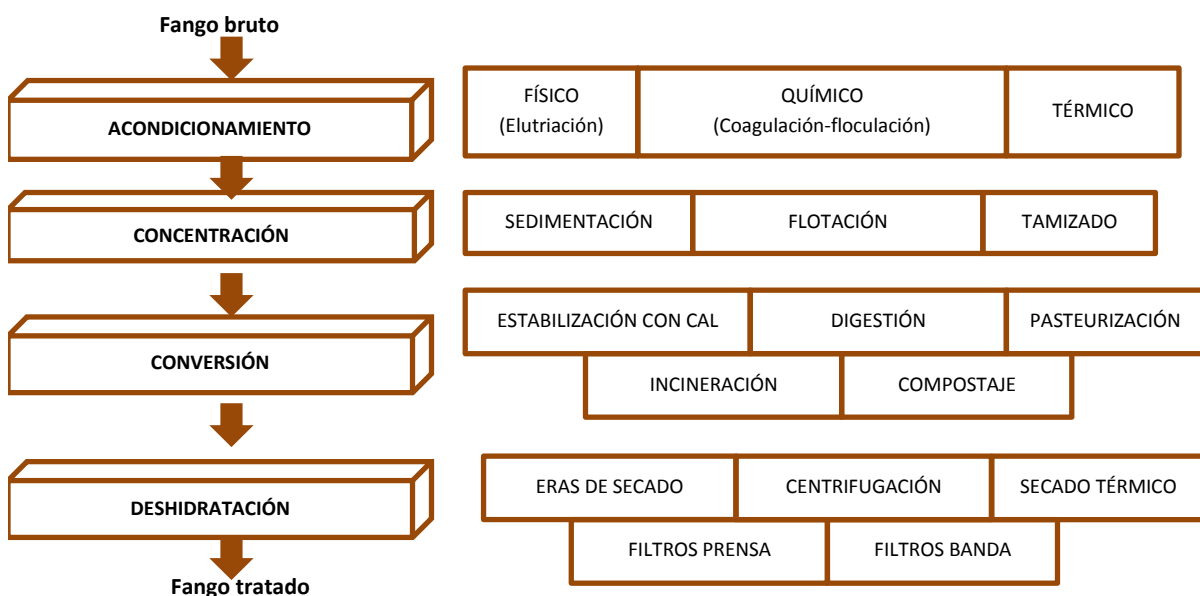 Fango bruto
ACONDICIONAMIENTO
FÍSICO
(Elutriación)
QUÍMICO
(Coagulación-floculación)
TÉRMICO
CONCENTRACIÓN
SEDIMENTACIÓN
FLOTACIÓN
TAMIZADO
CONVERSIÓN
ESTABILIZACIÓN CON CAL
DIGESTIÓN
PASTEURIZACIÓN
INCINERACIÓN
COMPOSTAJE
DESHIDRATACIÓN
ERAS DE SECADO
CENTRIFUGACIÓN
SECADO TÉRMICO
FILTROS PRENSA
FILTROS BANDA
Fango tratado